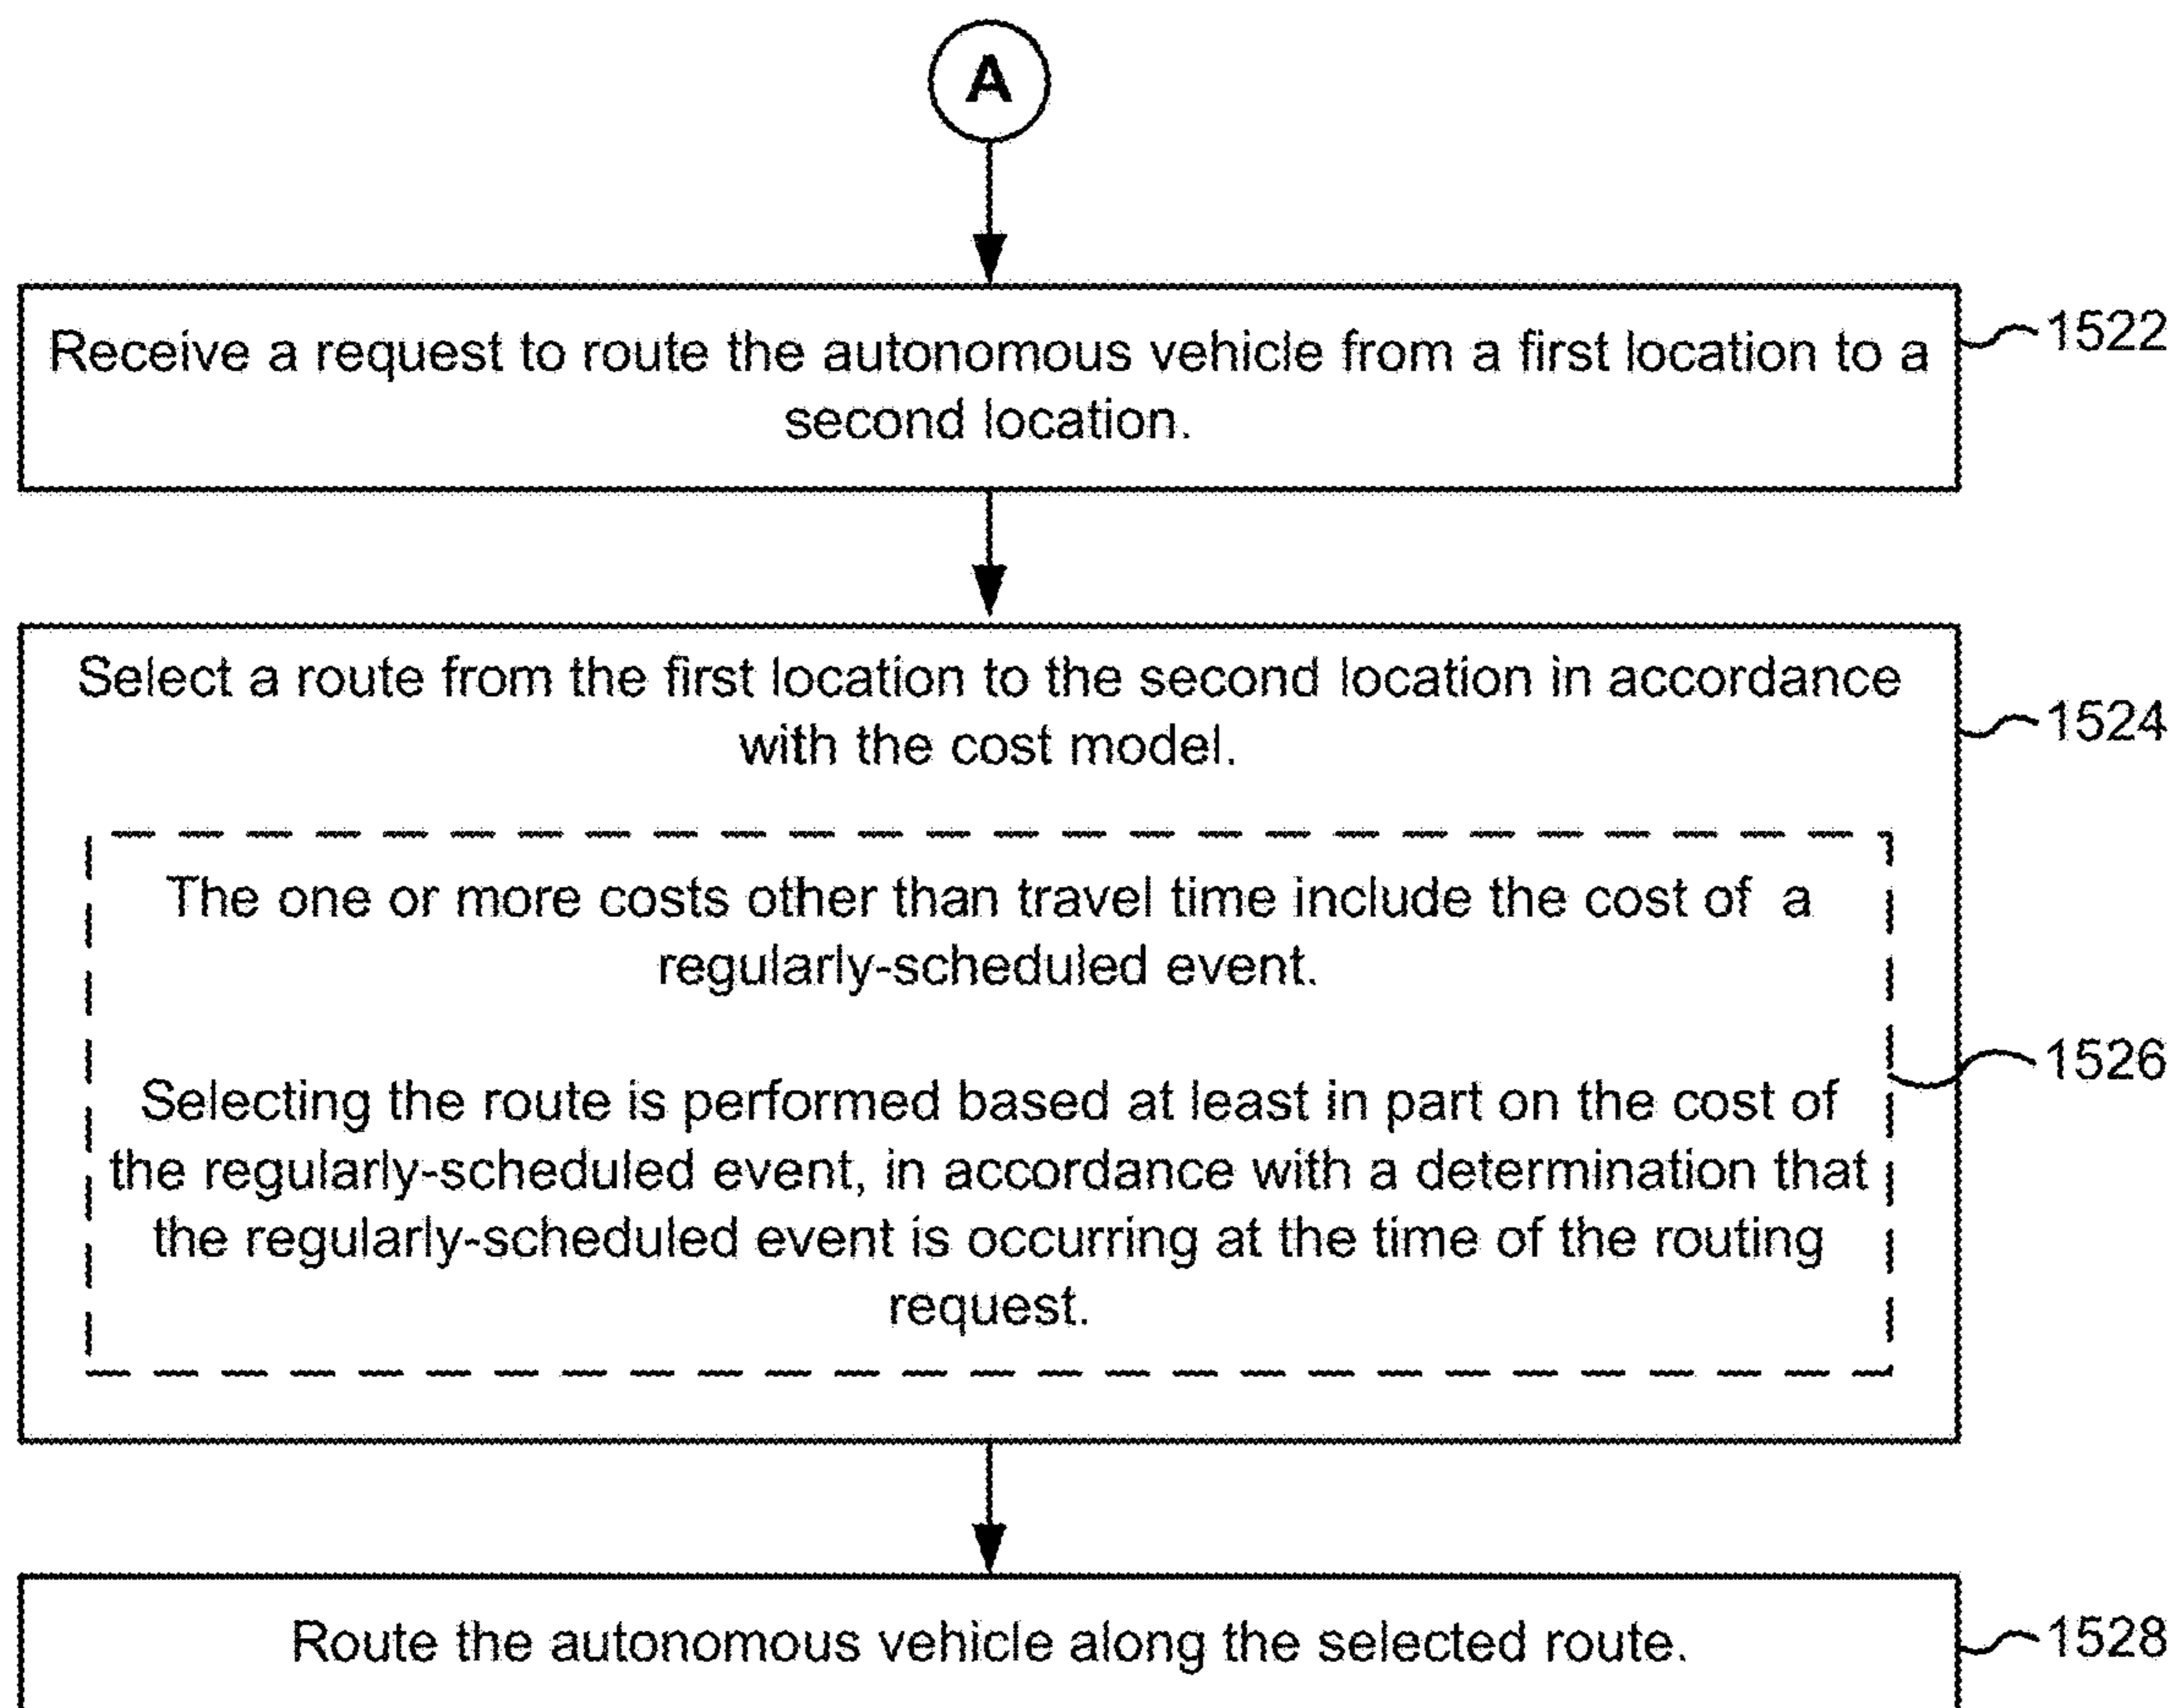 A
Receive a request to route the autonomous vehicle from a first location to a
second location.
1522
Select a route from the first location to the second location in accordance
with the cost model.
1524
The one or more costs other than travel time include the cost of a
regularly-scheduled event.
Selecting the route is performed based at least in part on the cost of
the regularly-scheduled event, in accordance with a determination that
the regularly-scheduled event is occurring at the time of the routing
request.
1526
Route the autonomous vehicle along the selected route.
1528